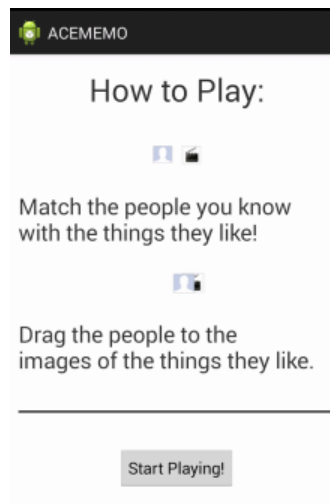 ACEMEMO
How to Play:
Match the people you know
with the things they like!
Drag the people to the
images of the things they like.
Start Playing!